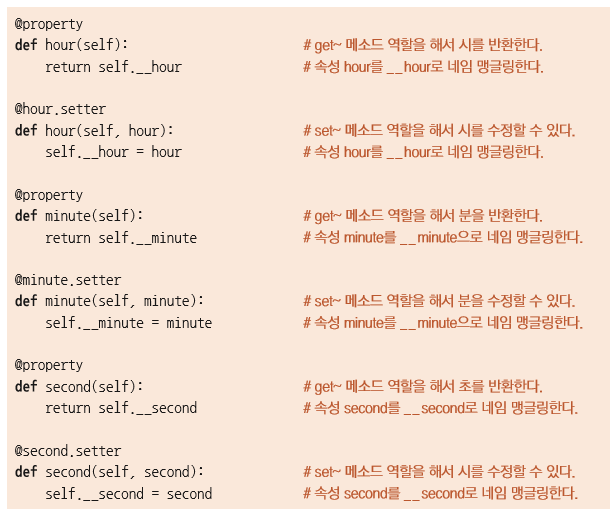 @property
def hour(self): # get~ 메소드 역할을 해서 시를 반환한다.
    return self.__hour # 속성 hour를 __hour로 네임 맹글링한다.
@hour.setter
def hour(self, hour): # set~ 메소드 역할을 해서 시를 수정할 수 있다.
    self.__hour = hour # 속성 hour를 __hour로 네임 맹글링한다.
@property
def minute(self): # get~ 메소드 역할을 해서 분을 반환한다.
    return self.__minute # 속성 minute를 __minute으로 네임 맹글링한다.
@minute.setter
def minute(self, minute): # set~ 메소드 역할을 해서 분을 수정할 수 있다.
    self.__minute = minute # 속성 minute를 __minute으로 네임 맹글링한다.
@property
def second(self): # get~ 메소드 역할을 해서 초를 반환한다.
    return self.__second # 속성 second를 __second로 네임 맹글링한다.
@second.setter
def second(self, second): # set~ 메소드 역할을 해서 시를 수정할 수 있다.
    self.__second = second # 속성 second를 __second로 네임 맹글링한다.